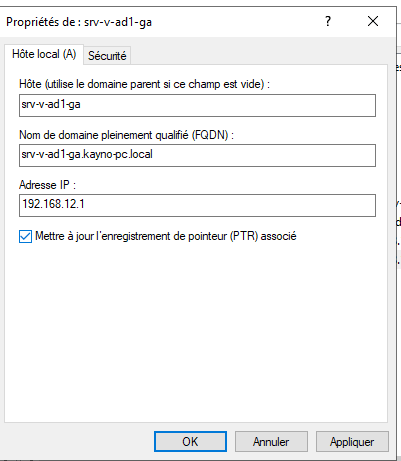 Propriétés de : srv-v-ad1-ga
Hôte local (A) Sécurité
Hôte (utilise le domaine parent si ce champ est vide) :
srv-v-ad1-ga
Nom de domaine pleinement qualifié (FQDN) :
srv-v-ad1-ga.kayno-pc.local
Adresse IP :
192.168.12.1
Mettre à jour l'enregistrement de pointeur (PTR) associé
OK Annuler Appliquer